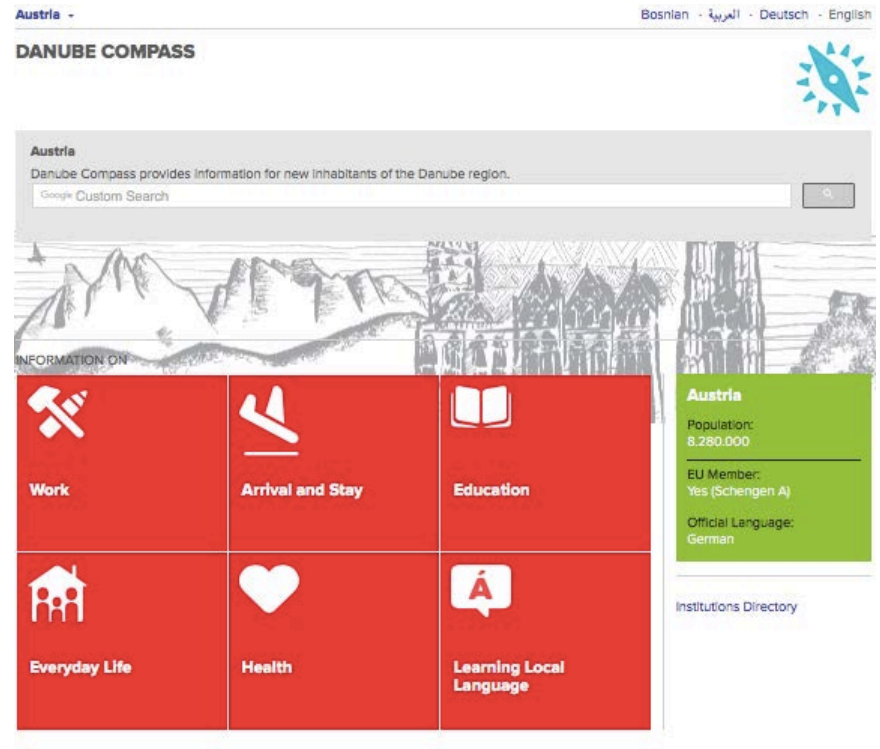 Austria
Bosnian - العربية - Deutsch - English
DANUBE COMPASS
Austria
Danube Compass provides information for new inhabitants of the Danube region.
Google Custom Search
INFORMATION ON
Work
Arrival and Stay
Education
Everyday Life
Health
Á
Learning Local
Language
Austria
Population:
8.280.000
EU Member:
Yes (Schengen A)
Official Language:
German
Institutions Directory